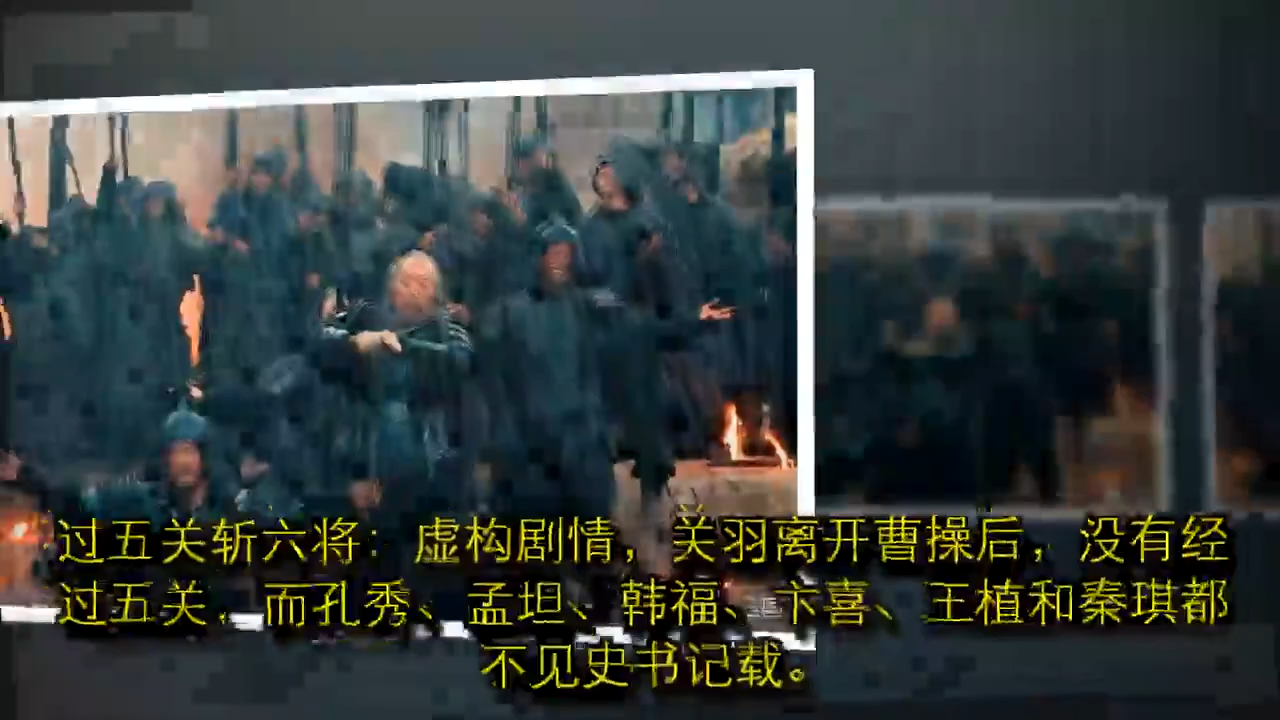 过五关斩六将：虚构剧情，关羽离开曹操后，没有经
过五关，而孔秀、孟坦、韩福、卞喜、王植和秦琪都
不见史书记载。